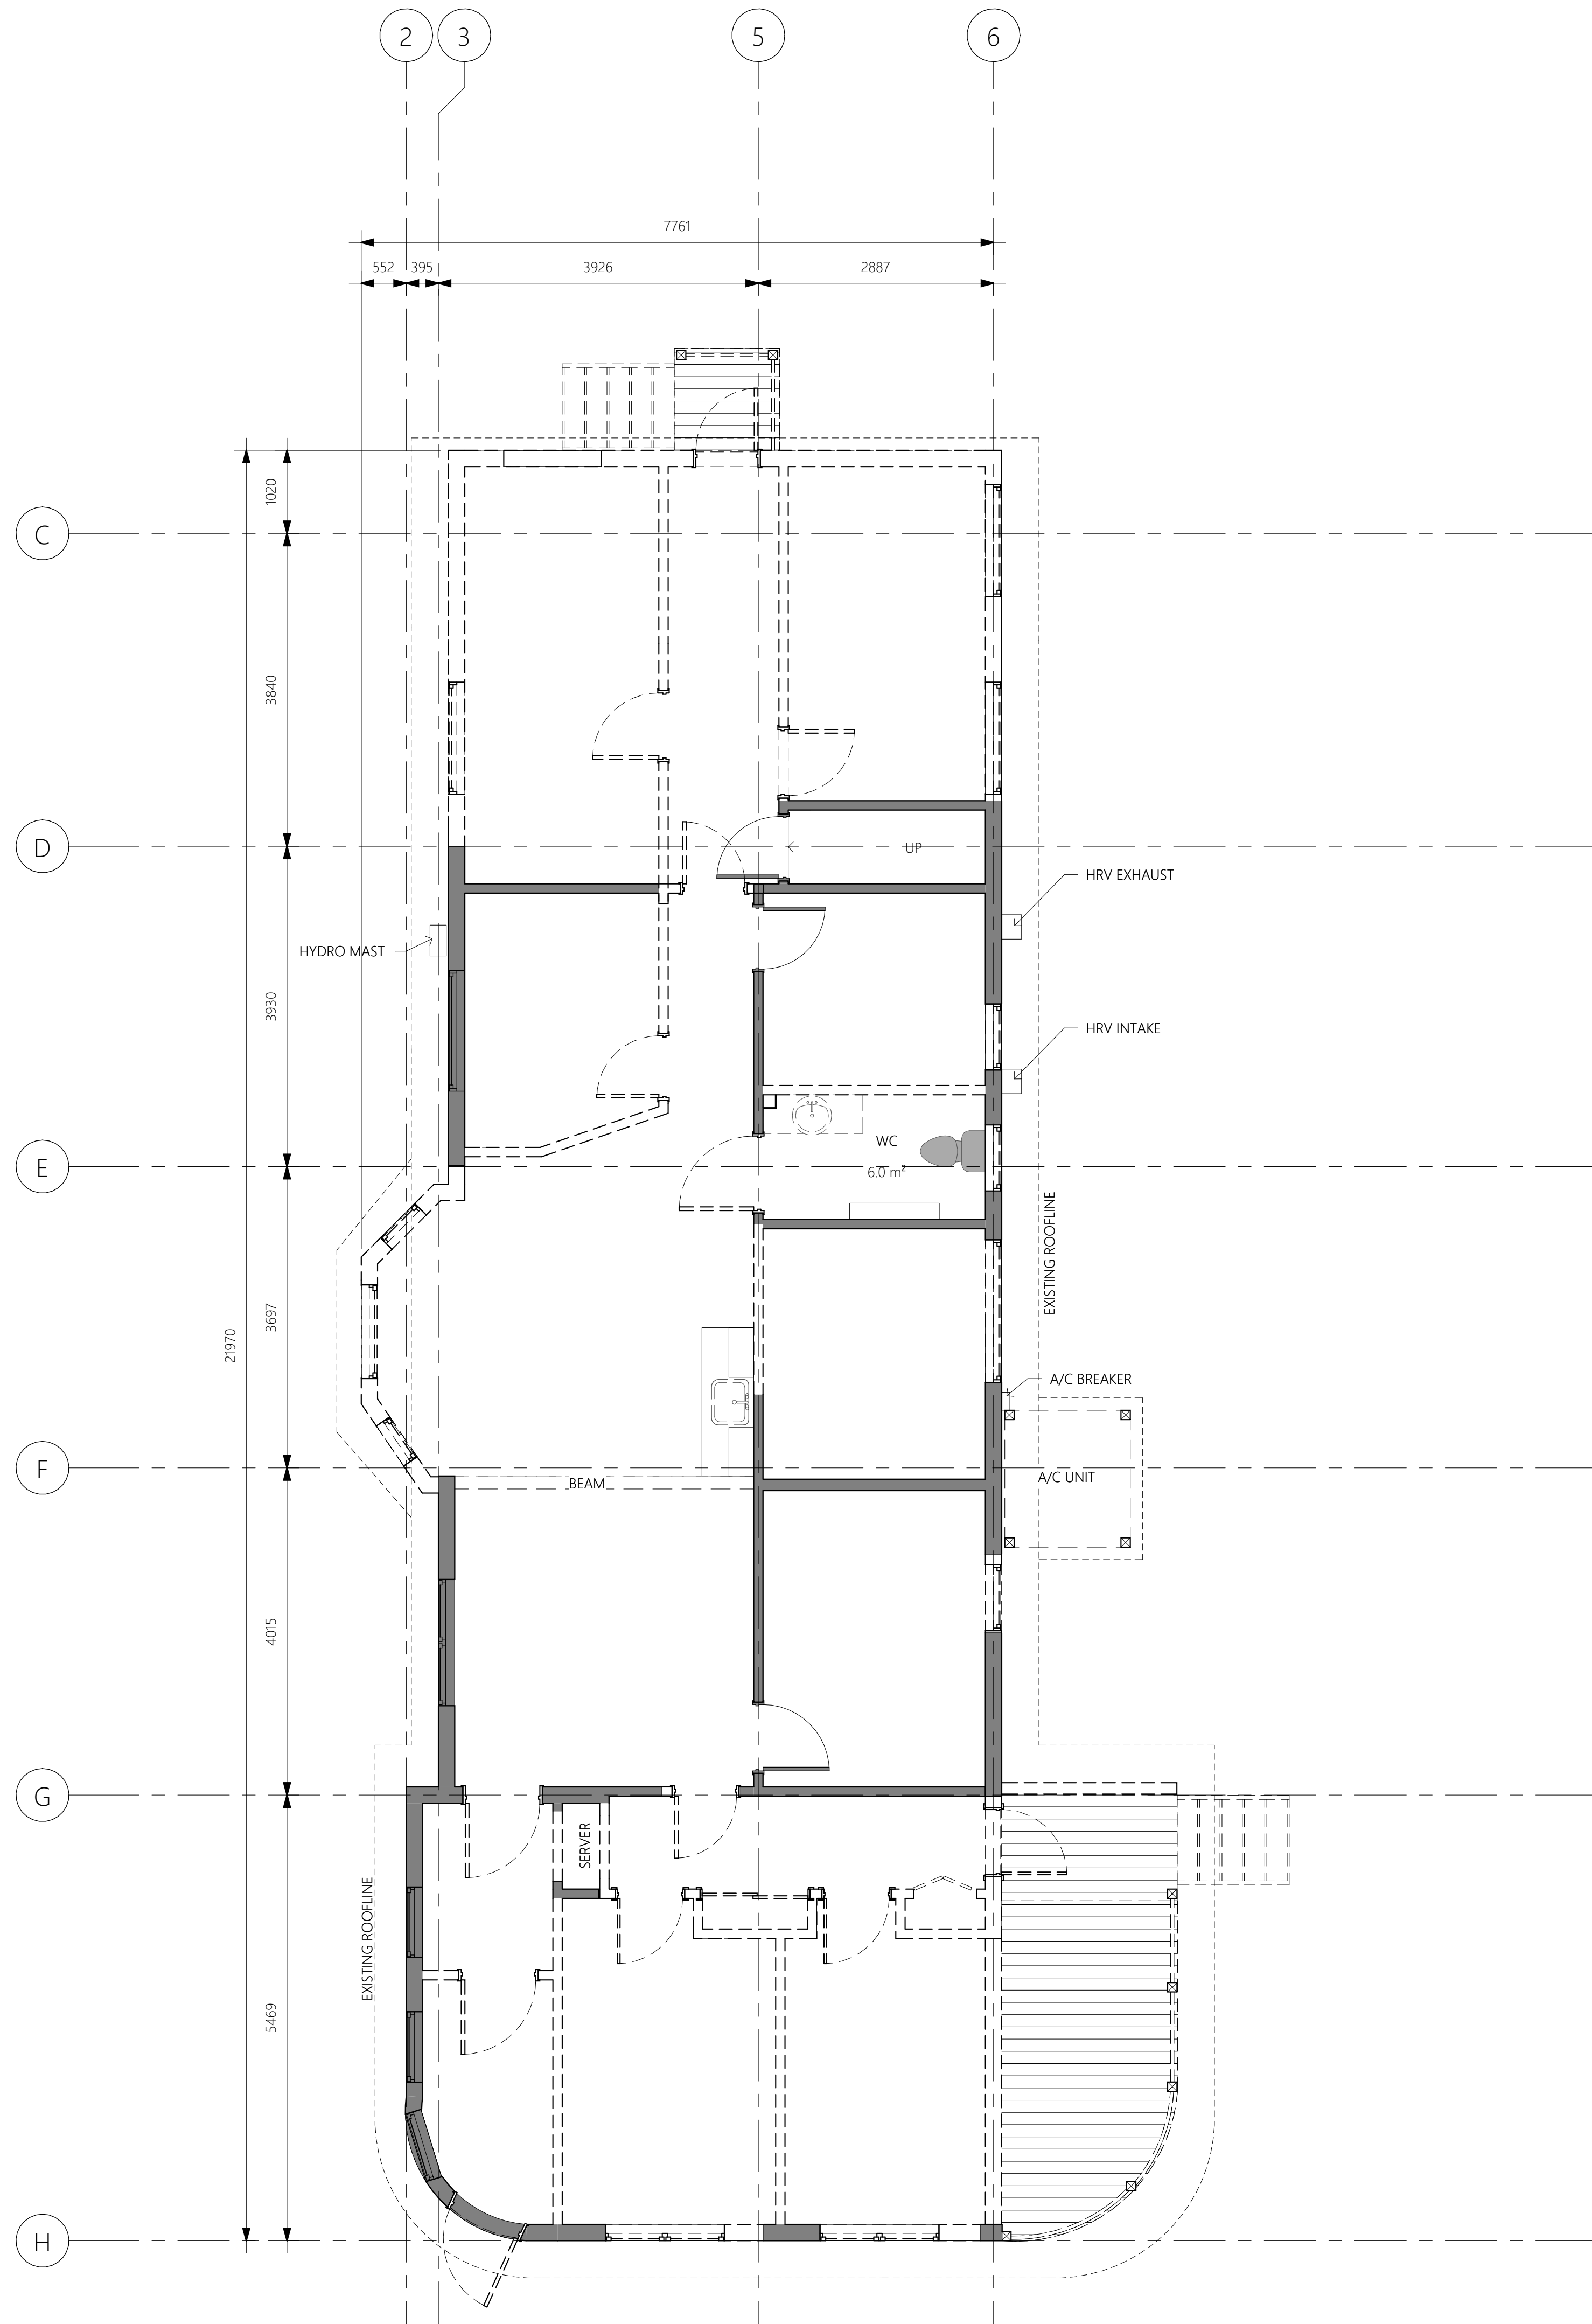 2
3
5
6
7761
552
395
3926
2887
1020
C
3840
D
UP
HRV EXHAUST
HYDRO MAST
3930
HRV INTAKE
WC
6.0 m²
E
EXISTING ROOFLINE
3697
21970
A/C BREAKER
F
A/C UNIT
BEAM
4015
G
SERVER
EXISTING ROOFLINE
5469
H